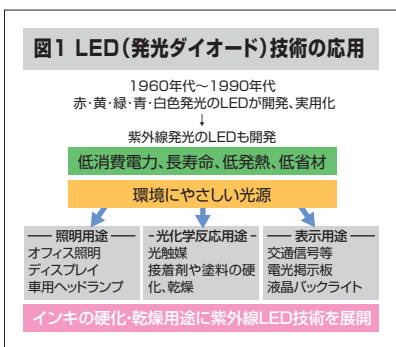 図1 LED(発光ダイオード)技術の応用
1960年代～1990年代
赤・黄・緑・青・白色発光のLEDが開発、実用化
↓
紫外線発光のLEDも開発
低消費電力、長寿命、低発熱、低省材
環境にやさしい光源
照明用途
オフィス照明
ディスプレイ
車用ヘッドランプ
光化学反応用途
光触媒
接着剤や塗料の硬
化、乾燥
表示用途
交通信号等
電光掲示板
液晶バックライト
インキの硬化・乾燥用途に紫外線LED技術を展開